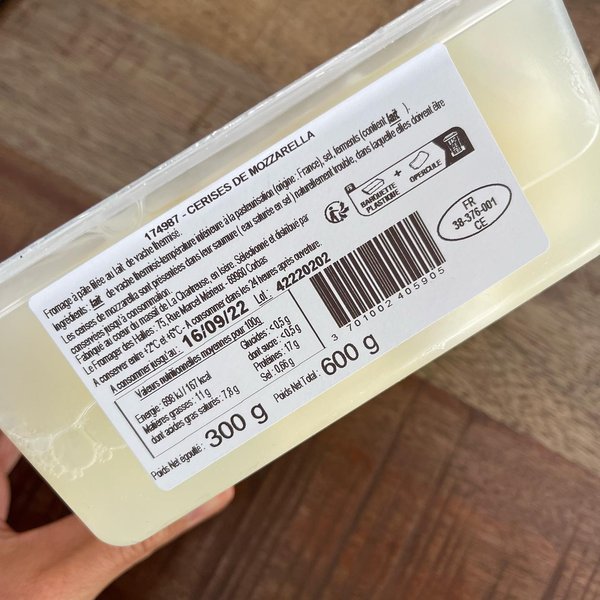 174987 - CERISES DE MOZZARELLA
Fromage à pâte filée au lait de vache thermisé.
Ingrédients : lait de vache thermisé-température inférieure à la pasteurisation (origine : France), sel, ferments (contient lait ).
Les cerises de mozzarella sont présentées dans leur saumure ( eau salurée en sel ) naturellement trouble, dans laquelle elles doivent être
conservées jusqu'à consommation.
Fabriqué au coeur du massif de La Chartreuse, en Isère. Sélectionné et distribué par
Le Fromager des Halles : 75, Rue Marcel Mérieux - 69960 Corbas
A conserver entre +2°C et +6°C - A consommer dans les 24 heures après ouverture.
A consommer jusqu'au : 16/09/22 Lot : 42220202
Valeurs nutritionnelles moyennes pour 100g
Energie : 698 kJ / 167 kcal
Matières grasses : 11 g
dont acides gras saturés : 7,8 g
Glucides : <0,5 g
dont sucre : <0,5 g
Protéines : 17 g
Sel : 0,66 g
Poids Net égoutté : 300 g
Poids Net Total : 600 g
3 701002 405905
FR
BARQUETTE
PLASTIQUE
+
OPERCULE
FR
38-376-001
CE